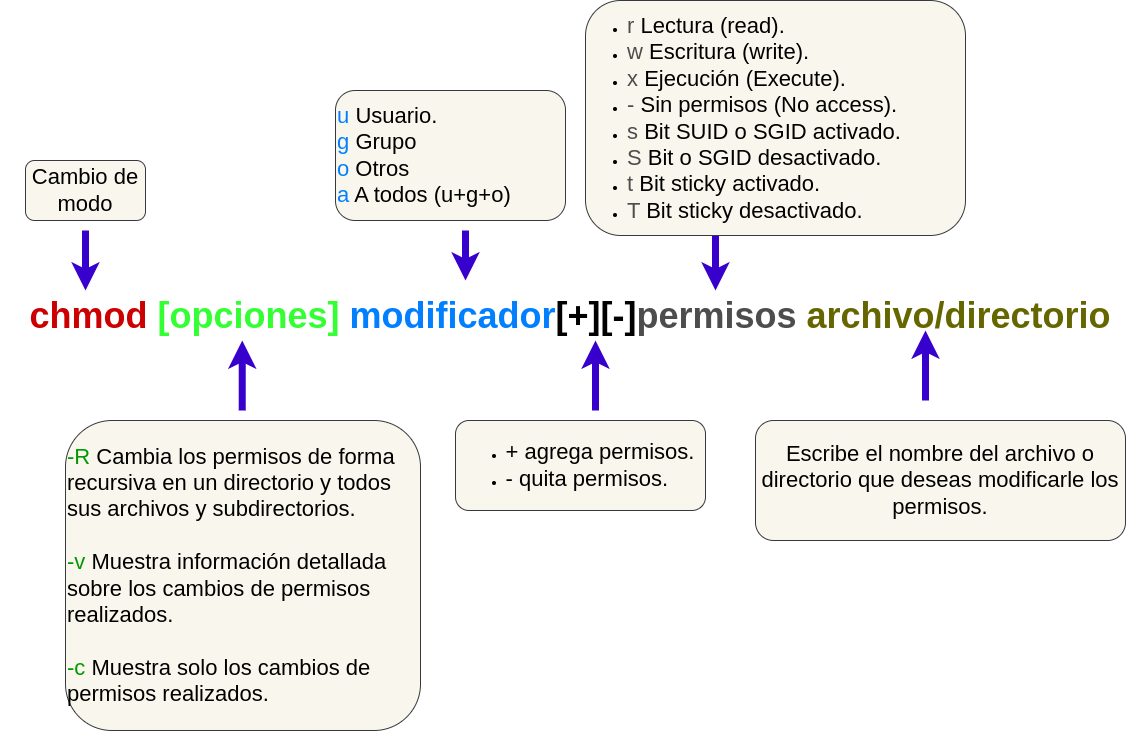 r Lectura (read).
w Escritura (write).
x Ejecución (Execute).
- Sin permisos (No access).
s Bit SUID o SGID activado.
S Bit o SGID desactivado.
t Bit sticky activado.
T Bit sticky desactivado.
u Usuario.
g Grupo
o Otros
a A todos (u+g+o)
Cambio de
modo
chmod [opciones] modificador[+][-]permisos archivo/directorio
-R Cambia los permisos de forma
recursiva en un directorio y todos
sus archivos y subdirectorios.
-v Muestra información detallada
sobre los cambios de permisos
realizados.
-c Muestra solo los cambios de
permisos realizados.
+ agrega permisos.
- quita permisos.
Escribe el nombre del archivo o
directorio que deseas modificarle los
permisos.